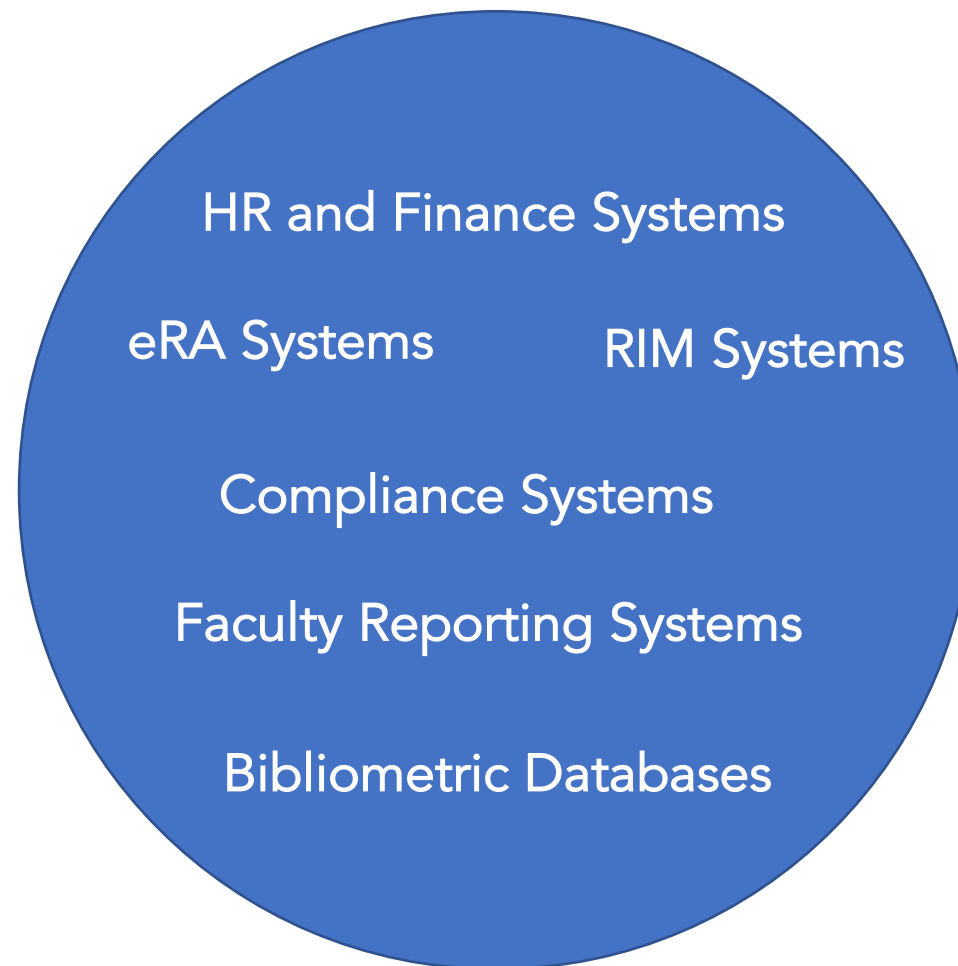 HR and Finance Systems
eRA Systems
RIM Systems
Compliance Systems
Faculty Reporting Systems
Bibliometric Databases